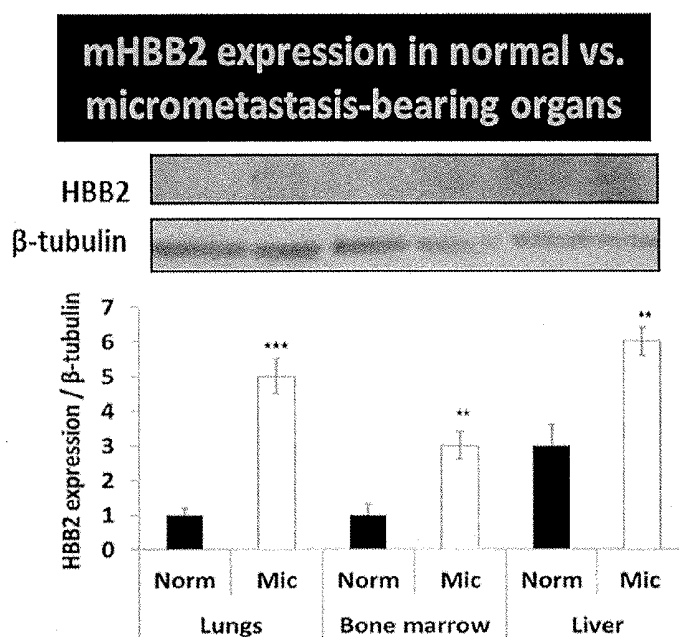 mHBB2 expression in normal vs.
micrometastasis-bearing organs
HBB2
β-tubulin
HBB2 expression / β-tubulin
7
6
5
4
3
2
1
0
***
**
**
Norm Mic Norm Mic Norm Mic
Lungs Bone marrow Liver